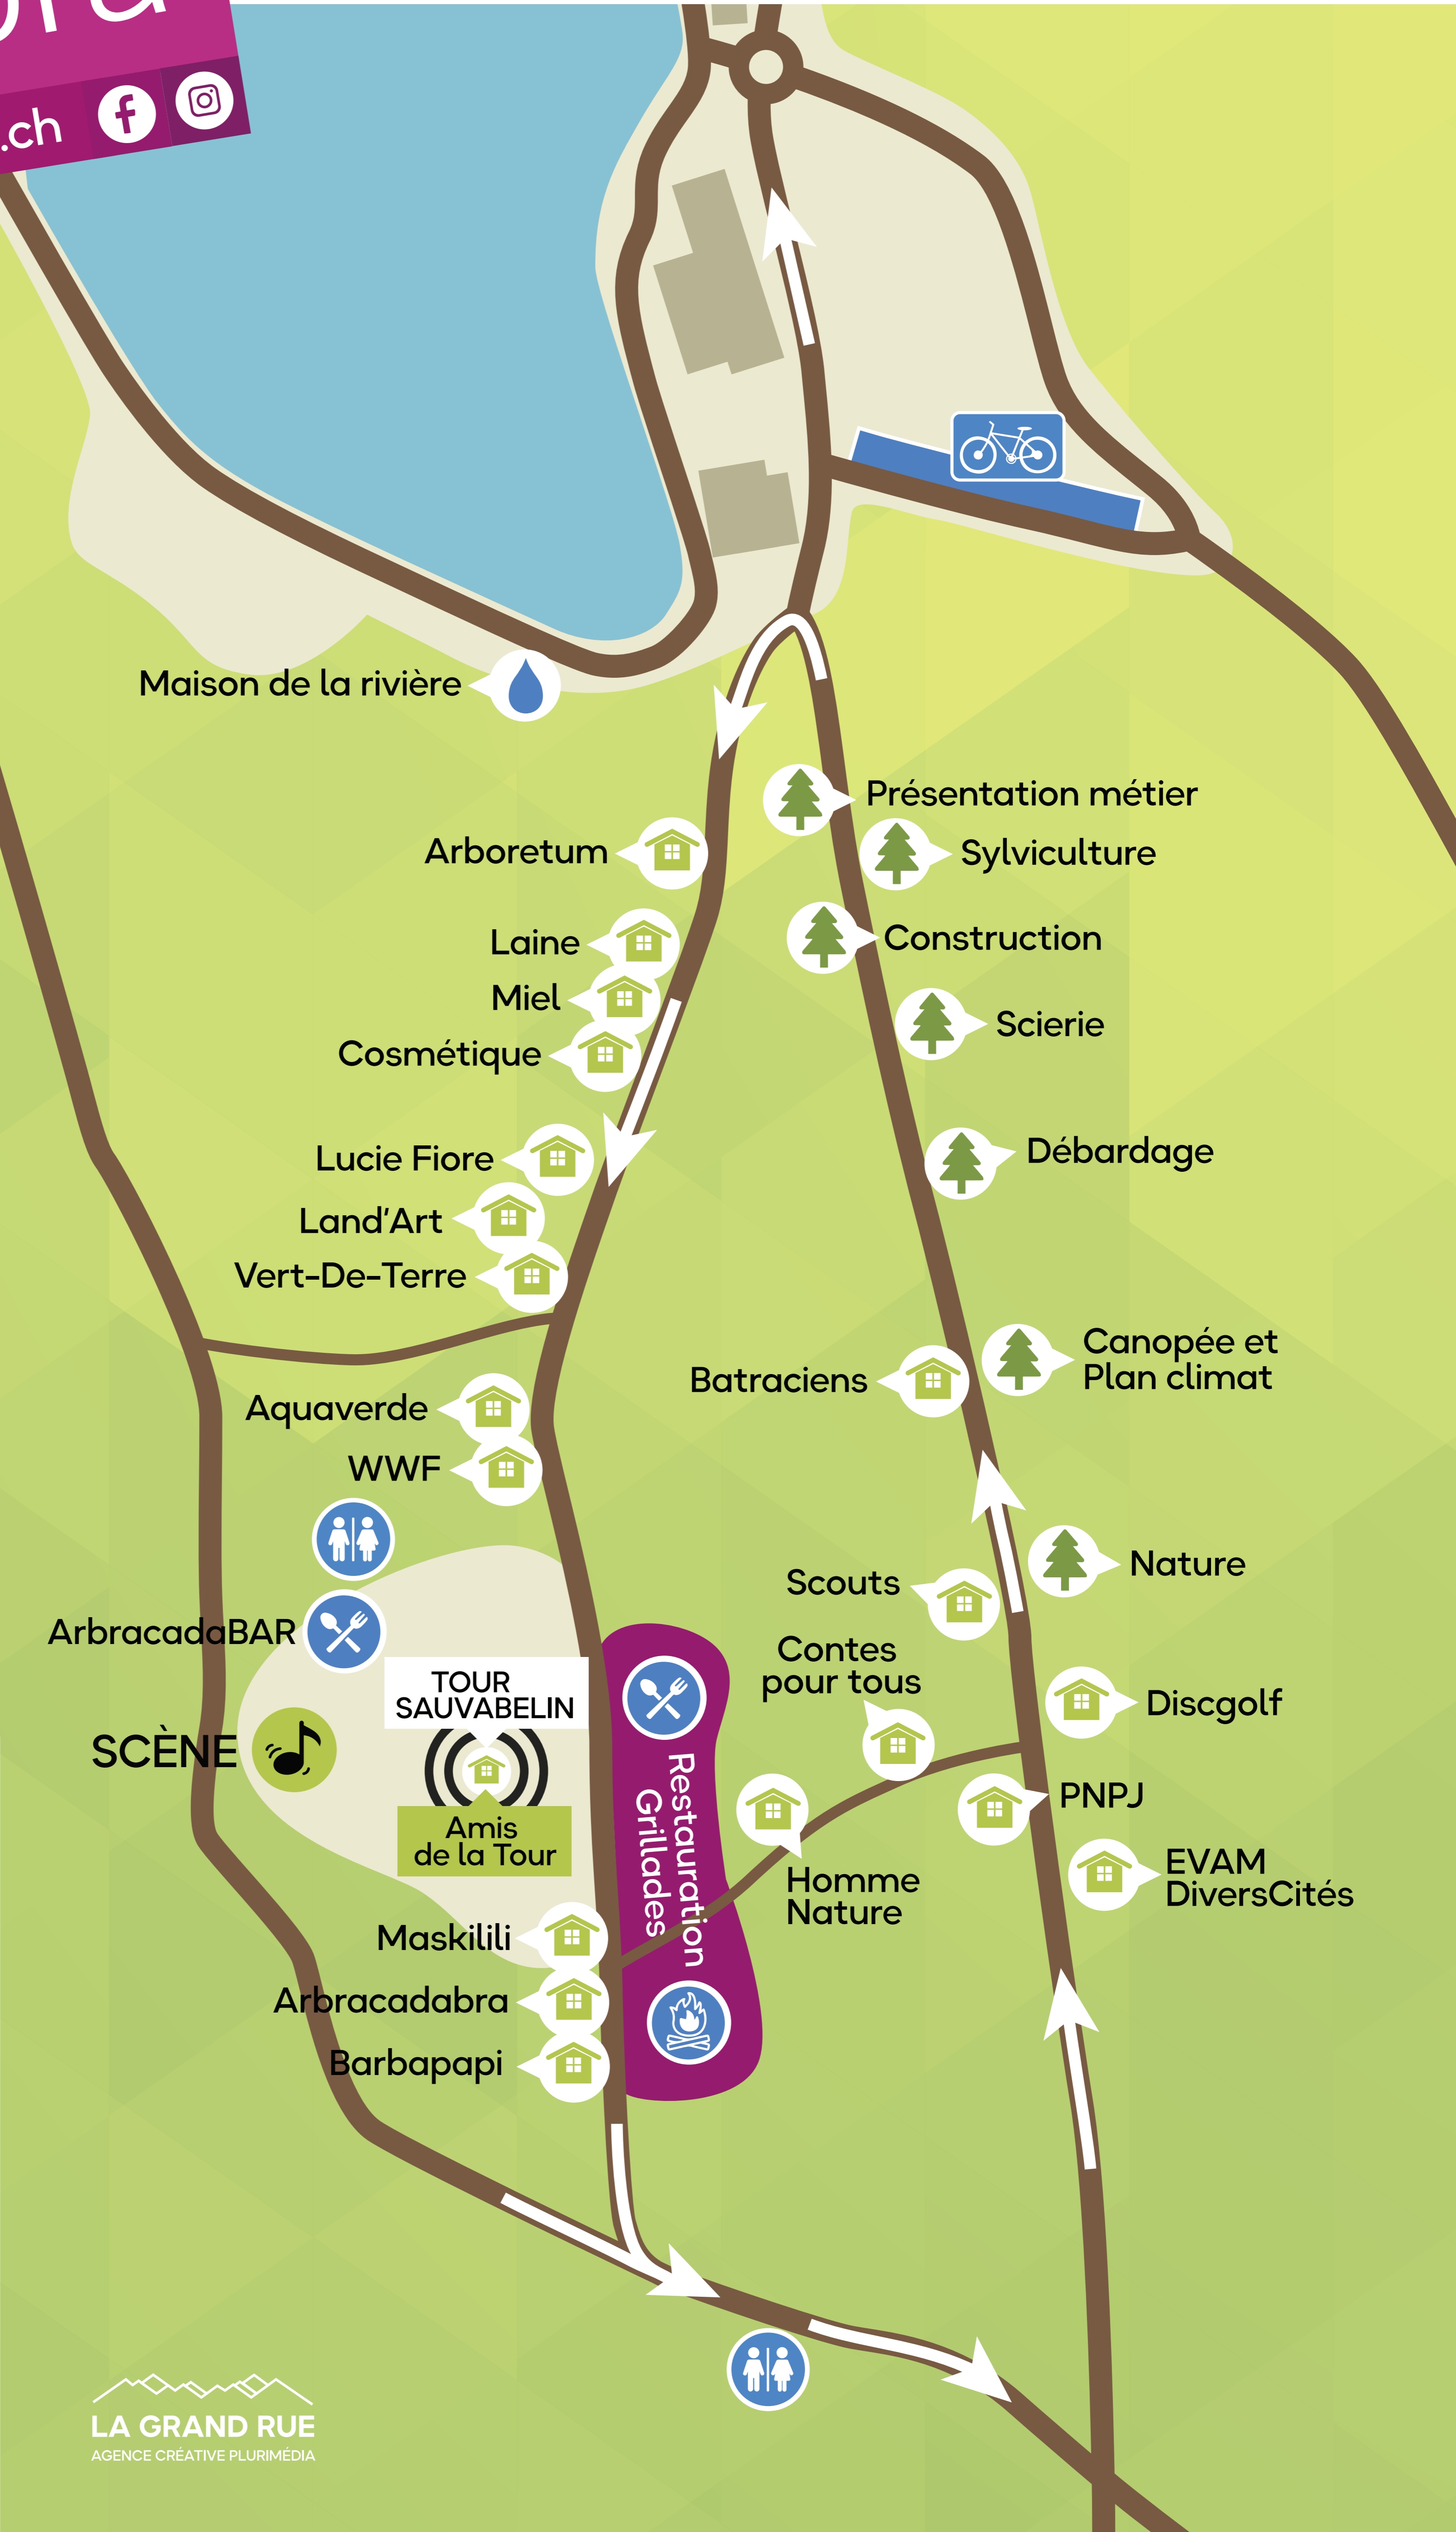 .ch
Maison de la rivière
Présentation métier
Arboretum
Sylviculture
Laine
Construction
Miel
Scierie
Cosmétique
Lucie Fiore
Débardage
Land'Art
Vert-De-Terre
Canopée et
Plan climat
Batraciens
Aquaverde
WWF
Nature
Scouts
ArbracadaBAR
Contes
pour tous
TOUR
SAUVABELIN
Discgolf
SCÈNE
Restauration
Grillades
PNPJ
Amis
de la Tour
Homme
Nature
EVAM
DiversCités
Maskilili
Arbracadabra
Barbapapi
LA GRAND RUE
AGENCE CRÉATIVE PLURIMÉDIA